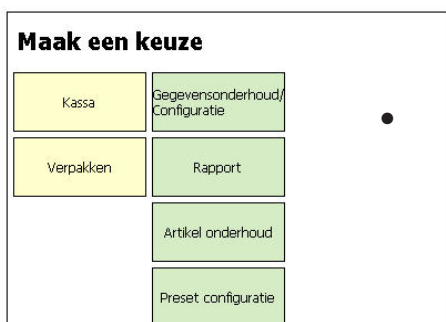 Maak een keuze
Kassa
Gegevensonderhoud/
Configuratie
Verpakken
Rapport
Artikel onderhoud
Preset configuratie